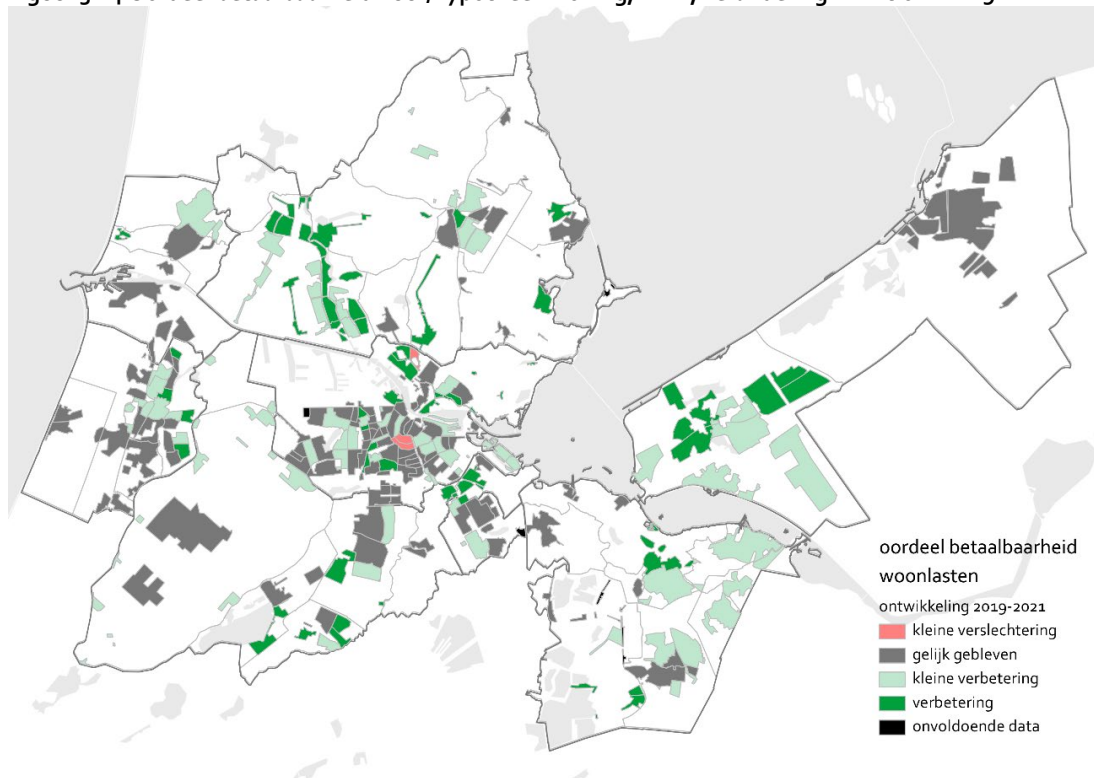 oordeel betaalbaarheid
woonlasten
ontwikkeling 2019-2021
kleine verslechtering
gelijk gebleven
kleine verbetering
verbetering
onvoldoende data